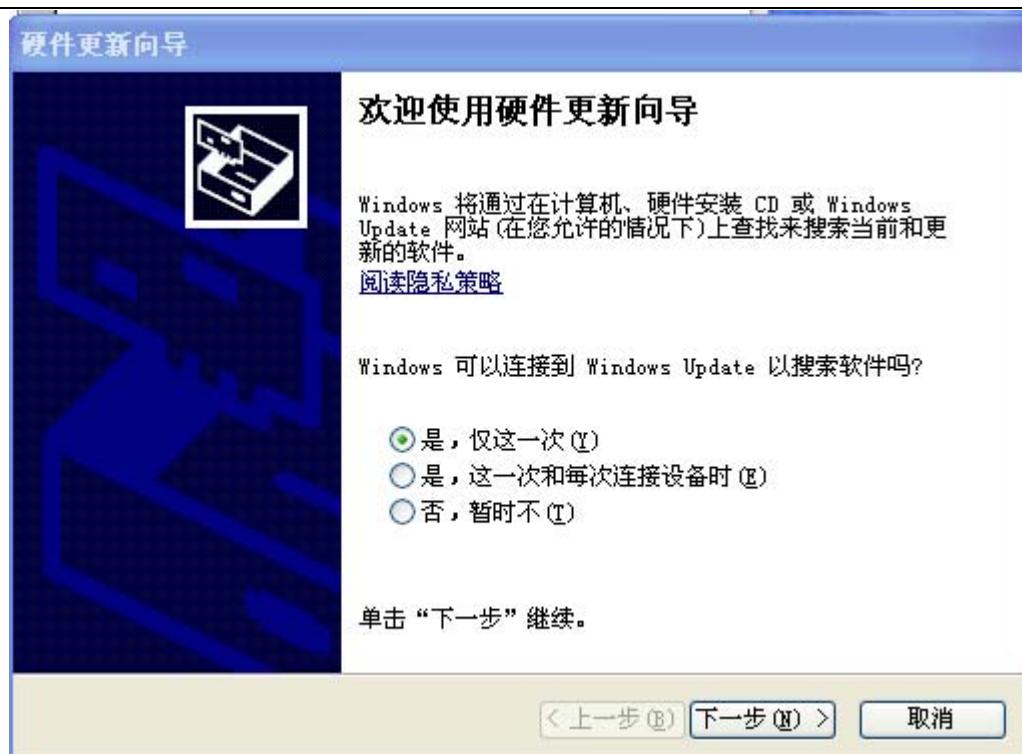 硬件更新向导
欢迎使用硬件更新向导
Windows 将通过在计算机、硬件安装 CD 或 Windows
Update 网站(在您允许的情况下)上查找来搜索当前和更
新的软件。
阅读隐私策略
Windows 可以连接到 Windows Update 以搜索软件吗?
是，仅这一次(Y)
是，这一次和每次连接设备时(E)
否，暂时不(T)
单击“下一步”继续。
< 上一步(B) 下一步(N) > 取消